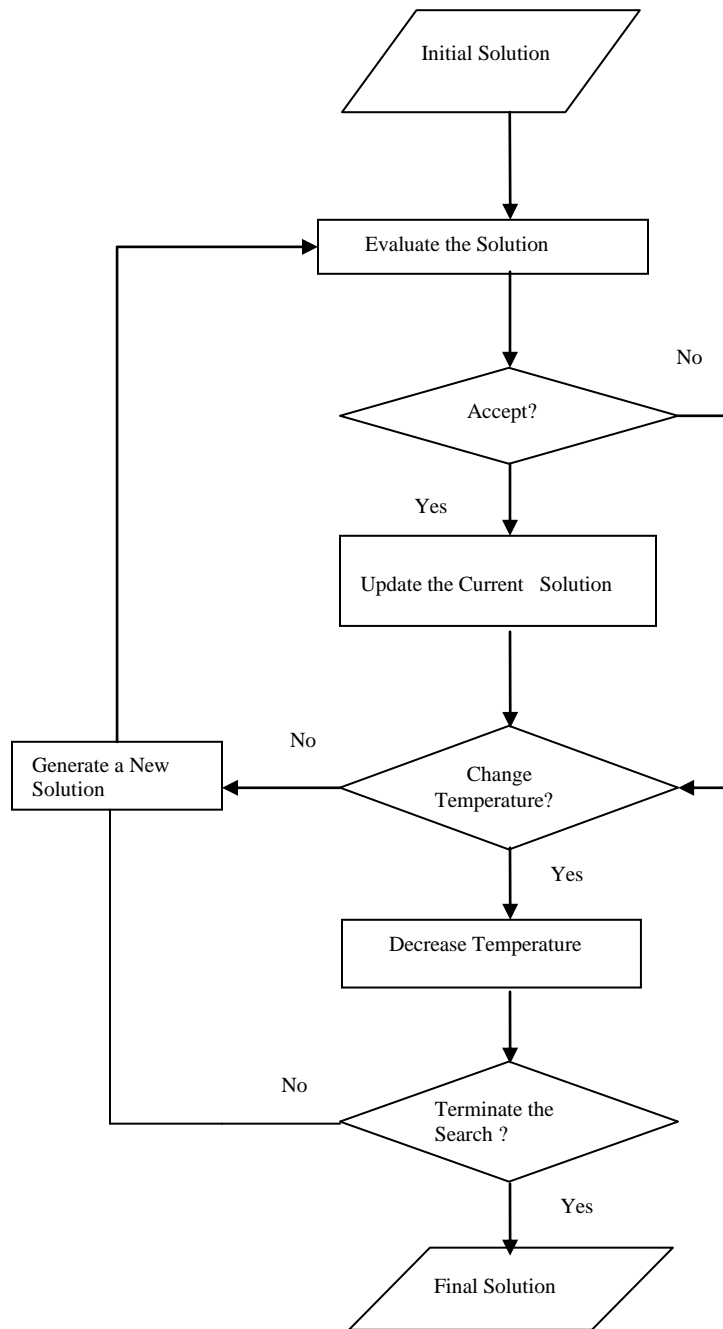 Initial Solution
Evaluate the Solution
No
Accept?
Yes
Update the Current Solution
No
Generate a New
Solution
Change
Temperature?
Yes
Decrease Temperature
No
Terminate the
Search ?
Yes
Final Solution